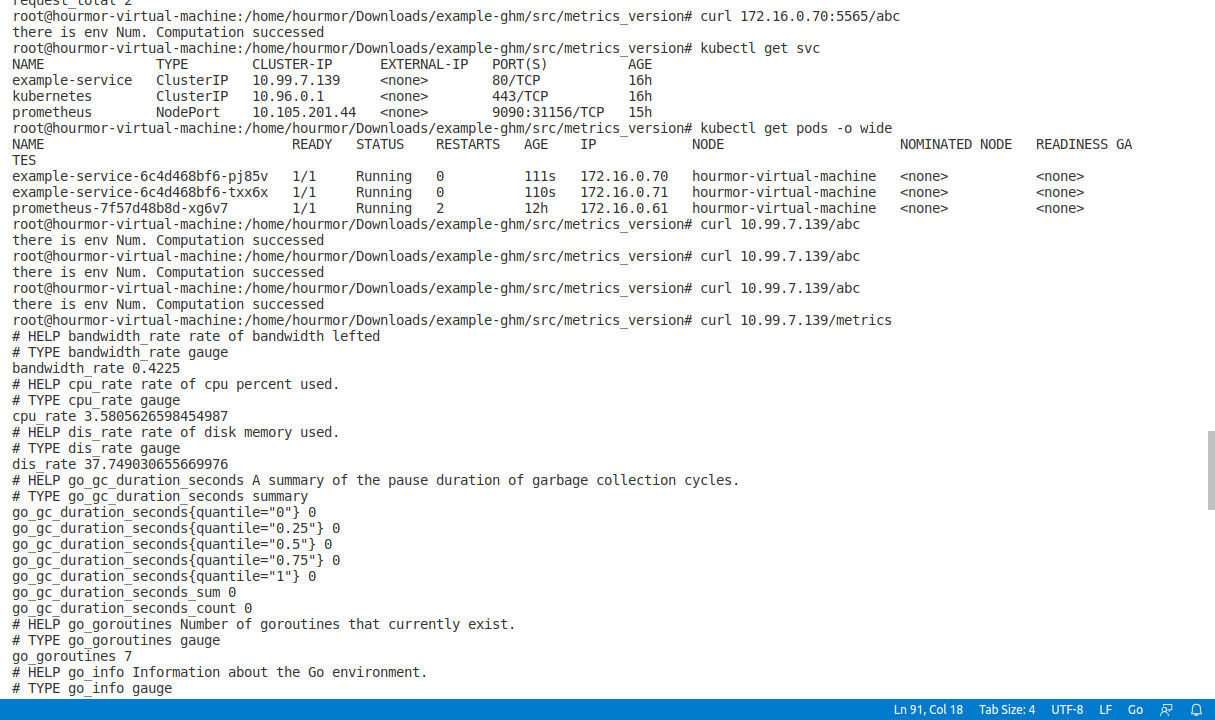 request_total 2
root@hourmor-virtual-machine:/home/hourmor/Downloads/example-ghm/src/metrics_version# curl 172.16.0.70:5565/abc
there is env Num. Computation successed
root@hourmor-virtual-machine:/home/hourmor/Downloads/example-ghm/src/metrics_version# kubectl get svc
NAME              TYPE        CLUSTER-IP      EXTERNAL-IP   PORT(S)          AGE
example-service   ClusterIP   10.99.7.139     <none>        80/TCP           16h
kubernetes        ClusterIP   10.96.0.1       <none>        443/TCP          16h
prometheus        NodePort    10.105.201.44   <none>        9090:31156/TCP   15h
root@hourmor-virtual-machine:/home/hourmor/Downloads/example-ghm/src/metrics_version# kubectl get pods -o wide
NAME                               READY   STATUS    RESTARTS   AGE    IP            NODE                      NOMINATED NODE   READINESS GA
TES
example-service-6c4d468bf6-pj85v   1/1     Running   0          111s   172.16.0.70   hourmor-virtual-machine   <none>           <none>
example-service-6c4d468bf6-txx6x   1/1     Running   0          110s   172.16.0.71   hourmor-virtual-machine   <none>           <none>
prometheus-7f57d48b8d-xg6v7        1/1     Running   2          12h    172.16.0.61   hourmor-virtual-machine   <none>           <none>
root@hourmor-virtual-machine:/home/hourmor/Downloads/example-ghm/src/metrics_version# curl 10.99.7.139/abc
there is env Num. Computation successed
root@hourmor-virtual-machine:/home/hourmor/Downloads/example-ghm/src/metrics_version# curl 10.99.7.139/abc
there is env Num. Computation successed
root@hourmor-virtual-machine:/home/hourmor/Downloads/example-ghm/src/metrics_version# curl 10.99.7.139/abc
there is env Num. Computation successed
root@hourmor-virtual-machine:/home/hourmor/Downloads/example-ghm/src/metrics_version# curl 10.99.7.139/metrics
# HELP bandwidth_rate rate of bandwidth lefted
# TYPE bandwidth_rate gauge
bandwidth_rate 0.4225
# HELP cpu_rate rate of cpu percent used.
# TYPE cpu_rate gauge
cpu_rate 3.5805626598454987
# HELP dis_rate rate of disk memory used.
# TYPE dis_rate gauge
dis_rate 37.749030655669976
# HELP go_gc_duration_seconds A summary of the pause duration of garbage collection cycles.
# TYPE go_gc_duration_seconds summary
go_gc_duration_seconds{quantile="0"} 0
go_gc_duration_seconds{quantile="0.25"} 0
go_gc_duration_seconds{quantile="0.5"} 0
go_gc_duration_seconds{quantile="0.75"} 0
go_gc_duration_seconds{quantile="1"} 0
go_gc_duration_seconds_sum 0
go_gc_duration_seconds_count 0
# HELP go_goroutines Number of goroutines that currently exist.
# TYPE go_goroutines gauge
go_goroutines 7
# HELP go_info Information about the Go environment.
# TYPE go_info gauge
Ln 91, Col 18   Tab Size: 4   UTF-8   LF   Go